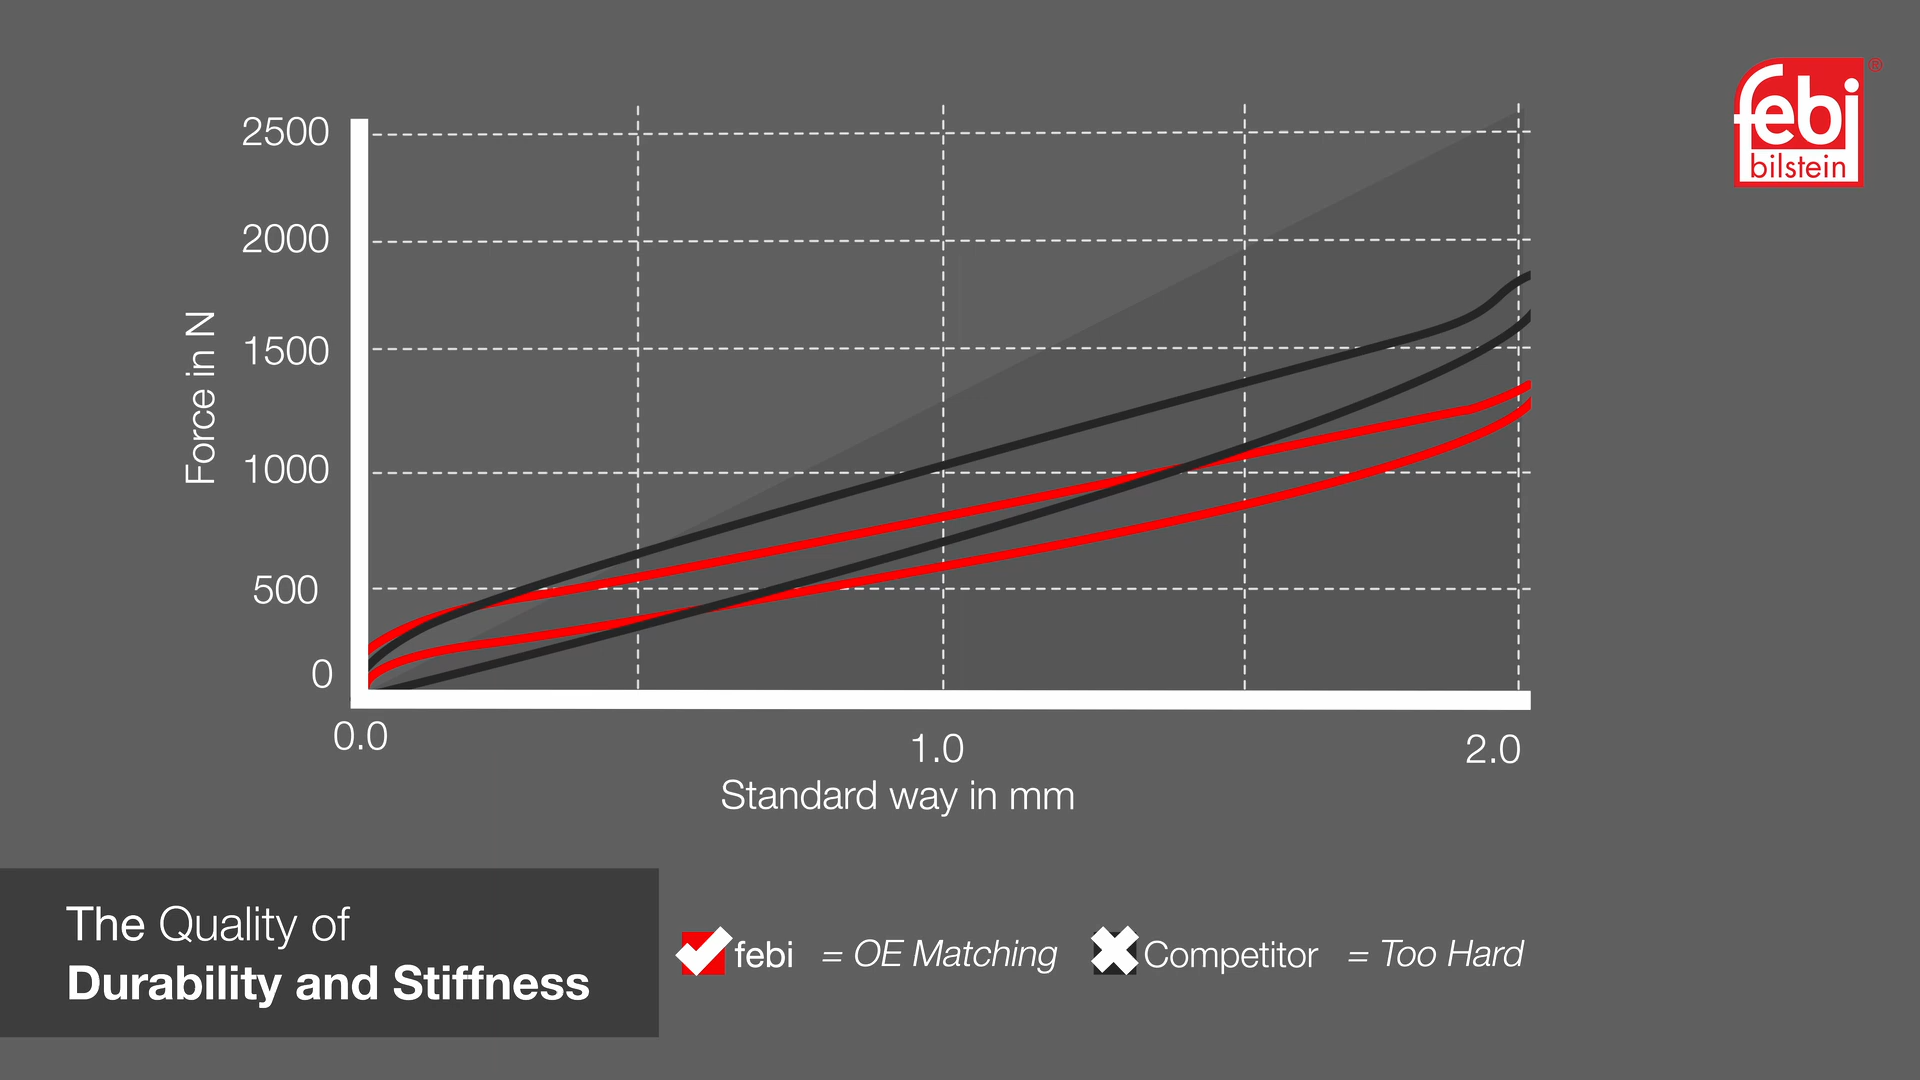 febi®
bilstein
2500
2000
1500
1000
500
0
Force in N
0.0
1.0
2.0
Standard way in mm
The Quality of
Durability and Stiffness
febi = OE Matching
Competitor = Too Hard